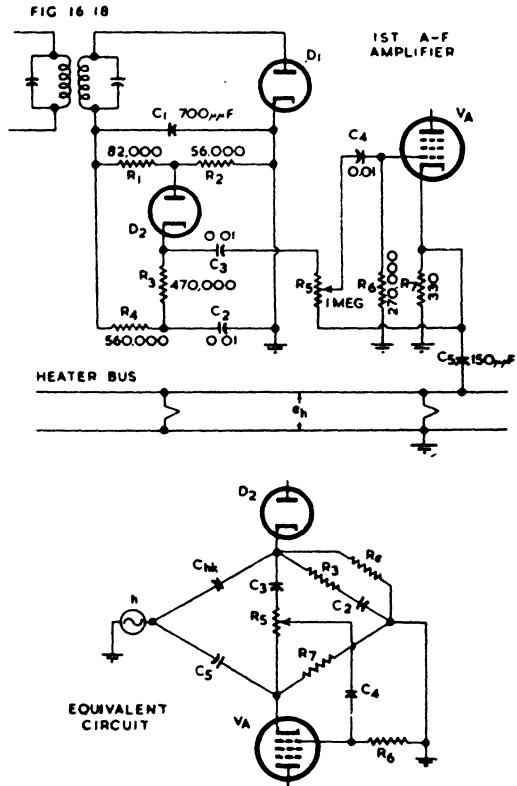 FIG 16 18
1ST A-F
AMPLIFIER
D1
C1 700μμF
VA
C4
0.01
82,000
56,000
R1
R2
D2
0 01
C3
R3
470,000
R5
1 MEG
R6
270,000
R7
330
R4
560,000
C2
0 01
C5
150μμF
HEATER BUS
eh
D2
Chk
R3
C3
C2
h
R5
R7
C5
C4
EQUIVALENT
CIRCUIT
VA
R6